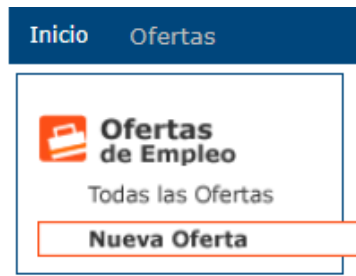 Inicio Ofertas
Ofertas
de Empleo
Todas las Ofertas
Nueva Oferta